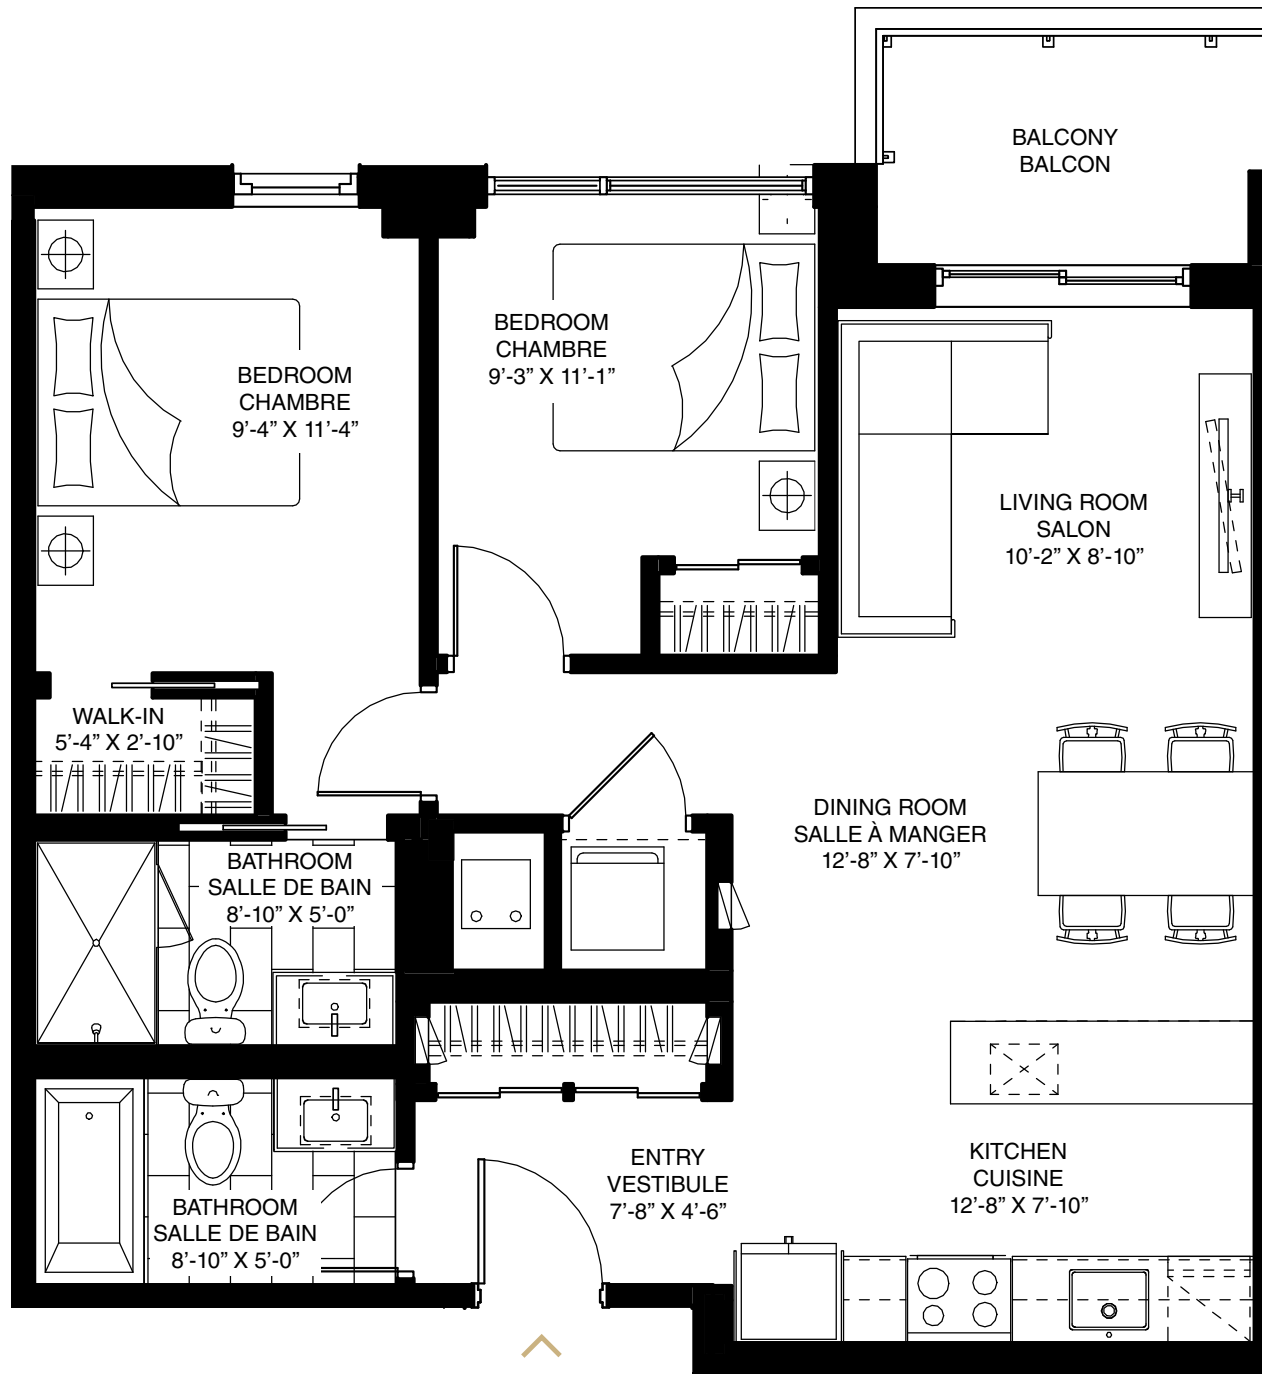 BALCONY
BALCON
BEDROOM
CHAMBRE
9’-3” X 11’-1”
BEDROOM
CHAMBRE
9’-4” X 11’-4”
LIVING ROOM
SALON
10’-2” X 8’-10”
WALK-IN
5’-4” X 2’-10”
DINING ROOM
SALLE À MANGER
12’-8” X 7’-10”
BATHROOM
SALLE DE BAIN
8’-10” X 5’-0”
ENTRY
VESTIBULE
7’-8” X 4’-6”
KITCHEN
CUISINE
12’-8” X 7’-10”
BATHROOM
SALLE DE BAIN
8’-10” X 5’-0”